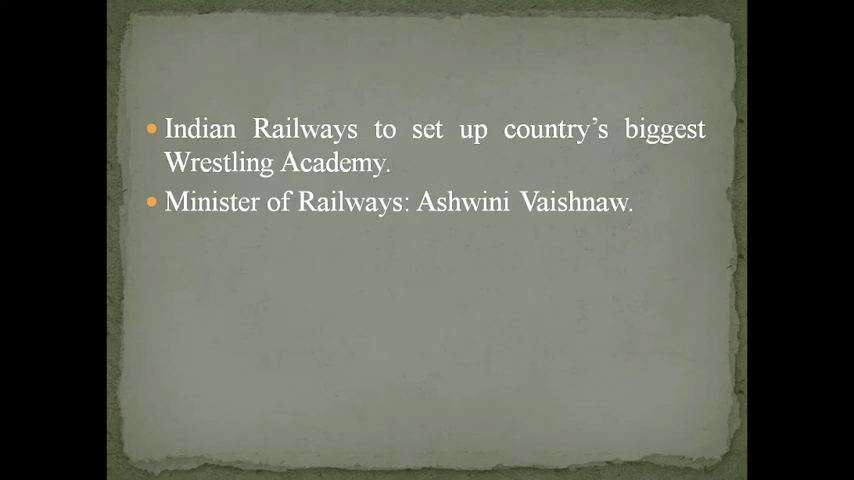 • Indian Railways to set up country's biggest
Wrestling Academy.
• Minister of Railways: Ashwini Vaishnaw.